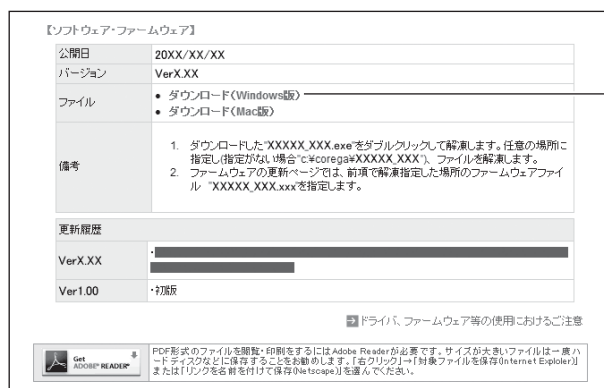 【ソフトウェア・ファームウェア】
公開日 20XX/XX/XX
バージョン VerX.XX
ファイル • ダウンロード(Windows版)
• ダウンロード(Mac版)
備考 1. ダウンロードした"XXXXX_XXX.exe"をダブルクリックして解凍します。任意の場所に
指定し(指定がない場合"c:¥corega¥XXXXX_XXX")、ファイルを解凍します。
2. ファームウェアの更新ページでは、前項で解凍指定した場所のファームウェアファイ
ル "XXXXX_XXX.xxx"を指定します。
更新履歴
VerX.XX ・
Ver1.00 ・初版
ドライバ、ファームウェア等の使用におけるご注意
Get ADOBE® READER®
PDF形式のファイルを閲覧・印刷をするにはAdobe Readerが必要です。サイズが大きいファイルは一度ハ
ードディスクなどに保存することをお勧めします。「右クリック」→「対象ファイルを保存(Internet Exploler)」
または「リンクを名前を付けて保存(Netscape)」を選んでください。